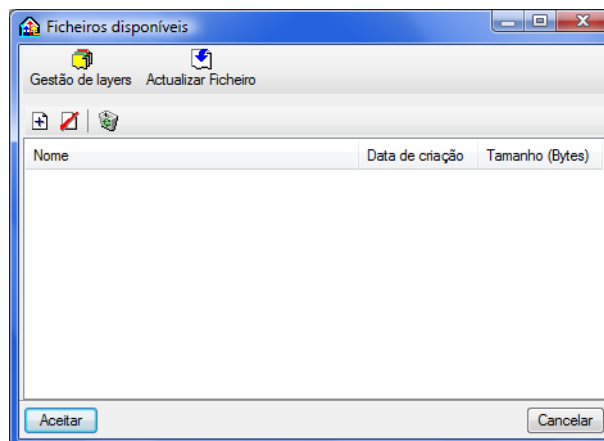 Ficheiros disponíveis
Gestão de layers Actualizar Ficheiro
Nome Data de criação Tamanho (Bytes)
Aceitar Cancelar